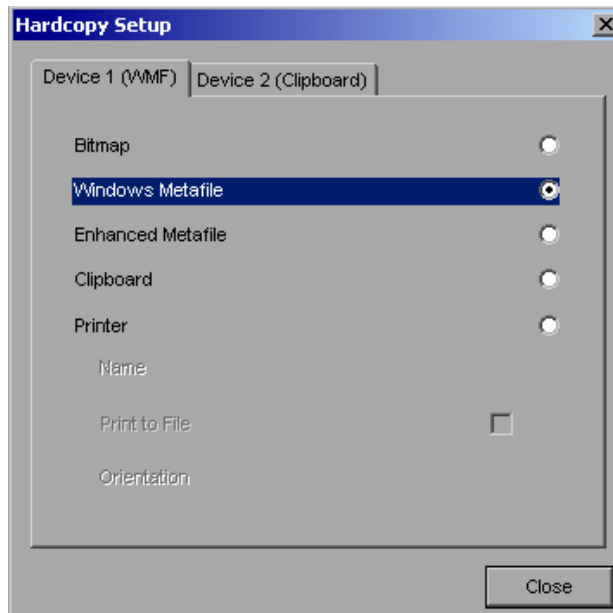 Hardcopy Setup
Device 1 (WMF) Device 2 (Clipboard)
Bitmap
Windows Metafile
Enhanced Metafile
Clipboard
Printer
Name
Print to File
Orientation
Close